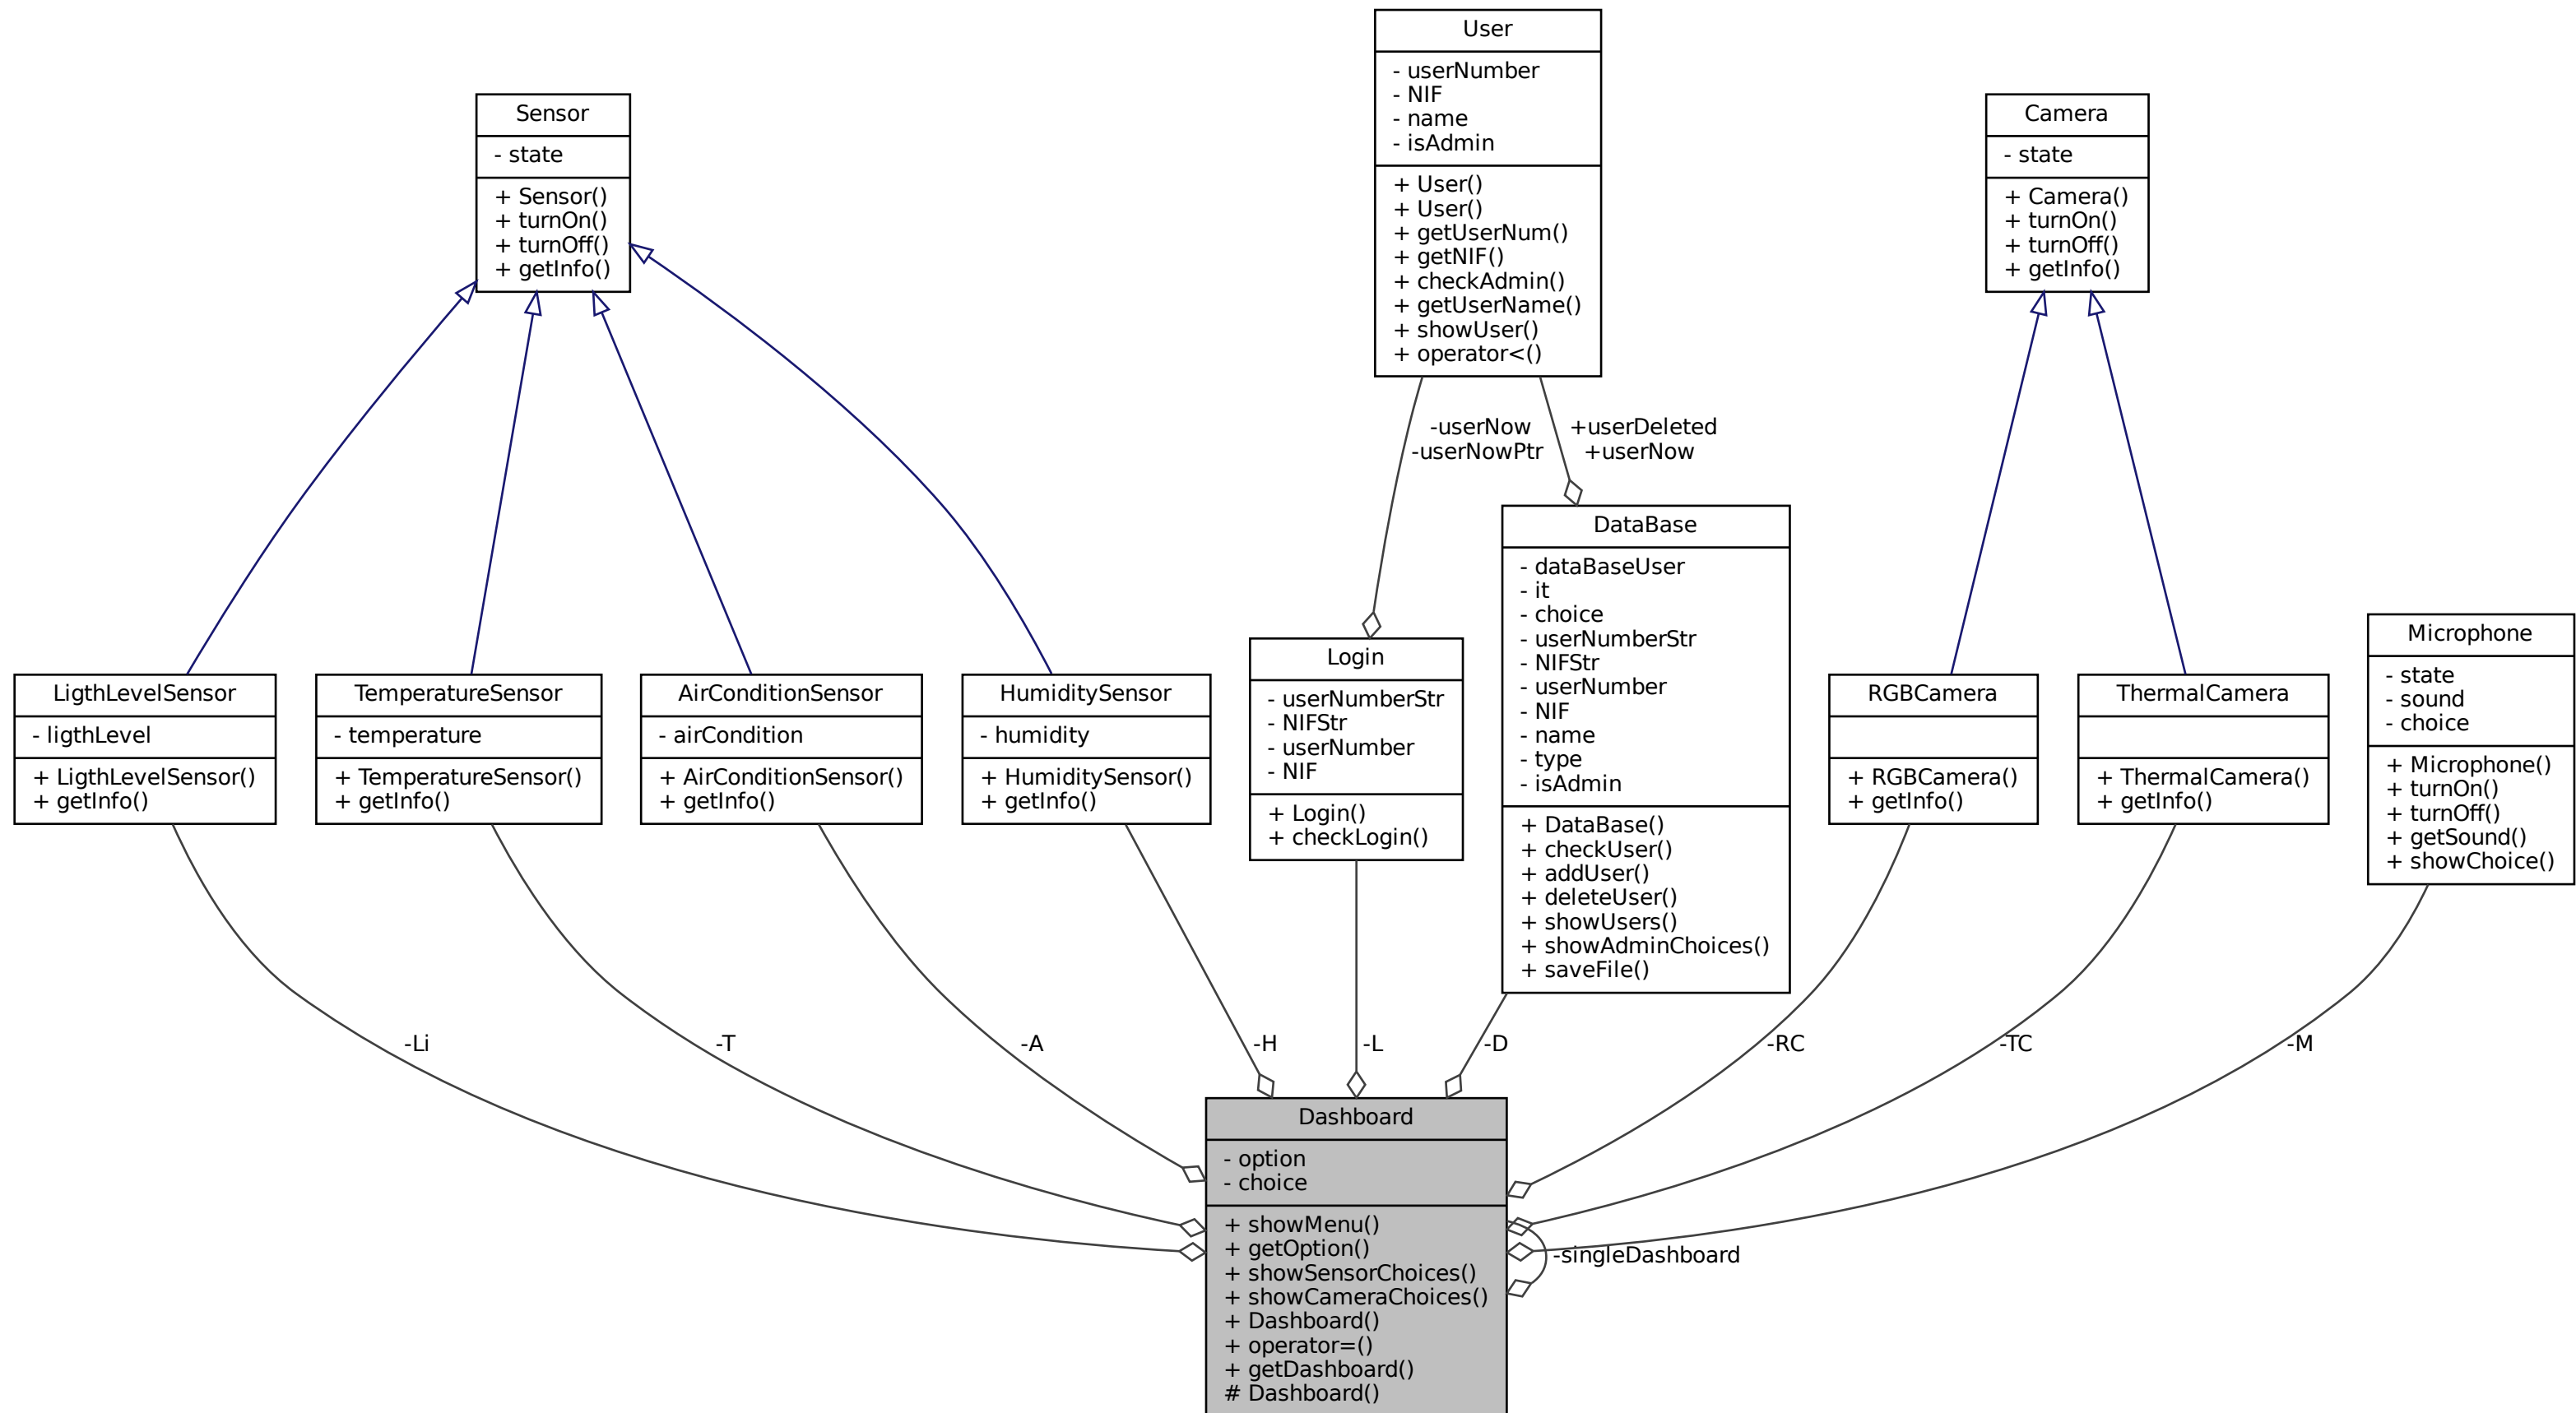 User
- userNumber
- NIF
- name
- isAdmin
+ User()
+ User()
+ getUserNum()
+ getNIF()
+ checkAdmin()
+ getUserName()
+ showUser()
+ operator<()
Sensor
- state
+ Sensor()
+ turnOn()
+ turnOff()
+ getInfo()
Camera
- state
+ Camera()
+ turnOn()
+ turnOff()
+ getInfo()
-userNow
-userNowPtr
+userDeleted
+userNow
LigthLevelSensor
- ligthLevel
+ LigthLevelSensor()
+ getInfo()
TemperatureSensor
- temperature
+ TemperatureSensor()
+ getInfo()
AirConditionSensor
- airCondition
+ AirConditionSensor()
+ getInfo()
HumiditySensor
- humidity
+ HumiditySensor()
+ getInfo()
Login
- userNumberStr
- NIFStr
- userNumber
- NIF
+ Login()
+ checkLogin()
DataBase
- dataBaseUser
- it
- choice
- userNumberStr
- NIFStr
- userNumber
- NIF
- name
- type
- isAdmin
+ DataBase()
+ checkUser()
+ addUser()
+ deleteUser()
+ showUsers()
+ showAdminChoices()
+ saveFile()
RGBCamera
+ RGBCamera()
+ getInfo()
ThermalCamera
+ ThermalCamera()
+ getInfo()
Microphone
- state
- sound
- choice
+ Microphone()
+ turnOn()
+ turnOff()
+ getSound()
+ showChoice()
-Li
-T
-A
-H
-L
-D
-RC
-TC
-M
Dashboard
- option
- choice
+ showMenu()
+ getOption()
+ showSensorChoices()
+ showCameraChoices()
+ Dashboard()
+ operator=()
+ getDashboard()
# Dashboard()
-singleDashboard